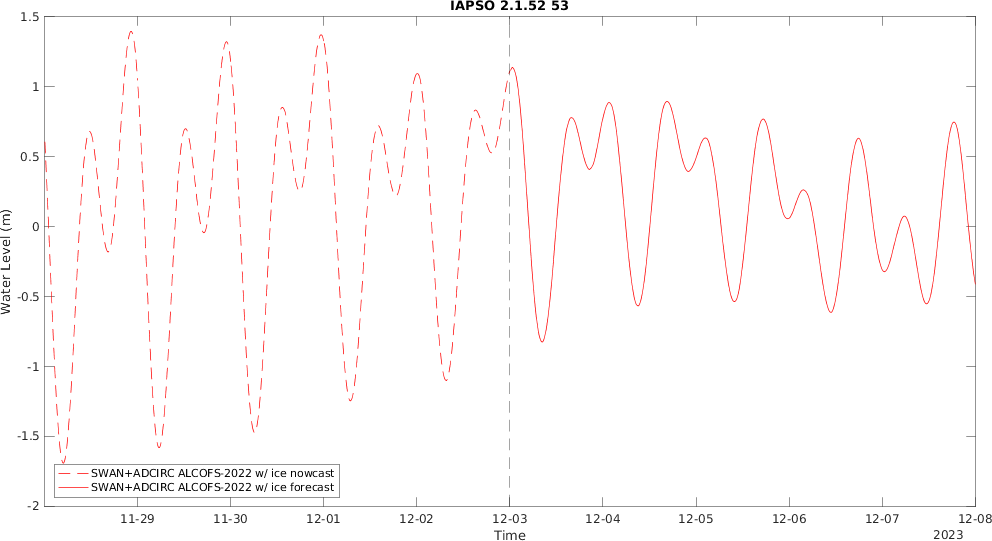 IAPSO 2.1.52 53
1.5
1
0.5
0
-0.5
-1
-1.5
-2
Water Level (m)
SWAN+ADCIRC ALCOFS-2022 w/ ice nowcast
SWAN+ADCIRC ALCOFS-2022 w/ ice forecast
11-29 11-30 12-01 12-02 12-03 12-04 12-05 12-06 12-07 12-08
Time
2023